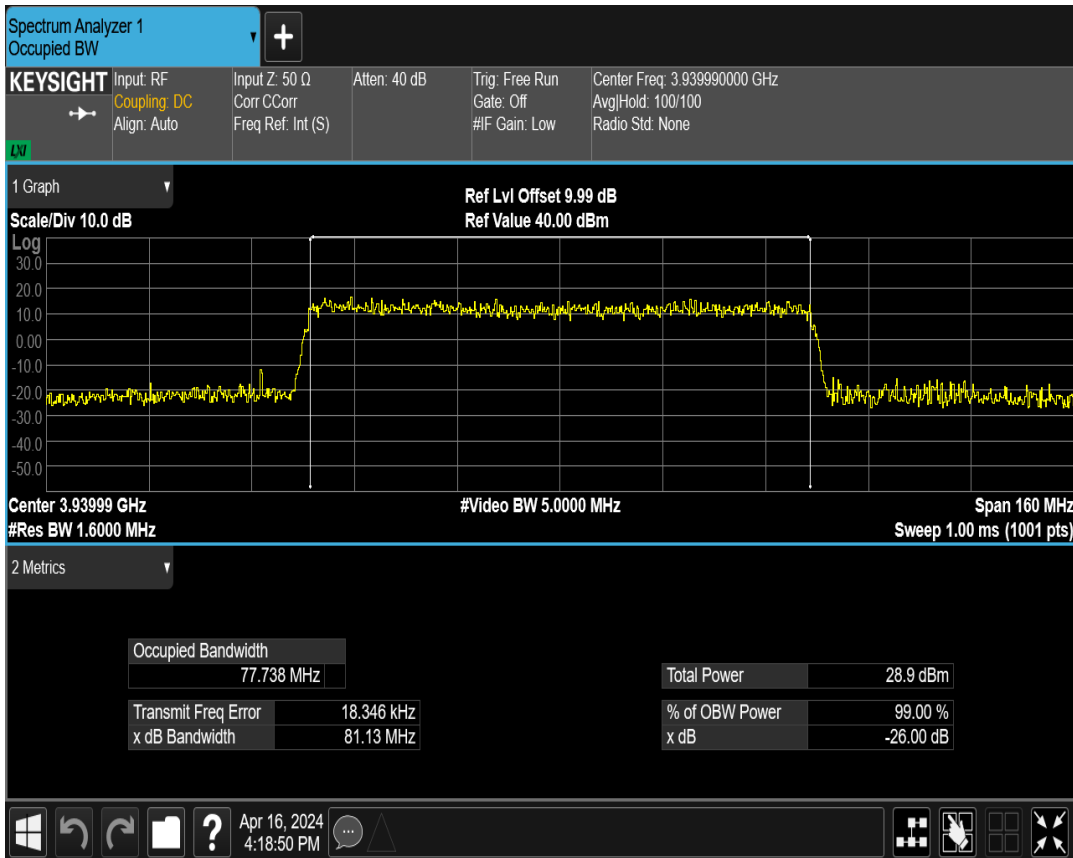 Spectrum Analyzer 1
Occupied BW
KEYSIGHT
LXI
Input: RF
Coupling: DC
Align: Auto
Input Z: 50 Ω
Corr CCorr
Freq Ref: Int (S)
Atten: 40 dB
Trig: Free Run
Gate: Off
#IF Gain: Low
Center Freq: 3.939990000 GHz
Avg|Hold: 100/100
Radio Std: None
1 Graph
Scale/Div 10.0 dB
Ref Lvl Offset 9.99 dB
Ref Value 40.00 dBm
Log
30.0
20.0
10.0
0.00
-10.0
-20.0
-30.0
-40.0
-50.0
Center 3.93999 GHz
#Res BW 1.6000 MHz
#Video BW 5.0000 MHz
Span 160 MHz
Sweep 1.00 ms (1001 pts)
2 Metrics
Occupied Bandwidth
77.738 MHz
Transmit Freq Error 18.346 kHz
x dB Bandwidth 81.13 MHz
Total Power 28.9 dBm
% of OBW Power 99.00 %
x dB -26.00 dB
Apr 16, 2024
4:18:50 PM